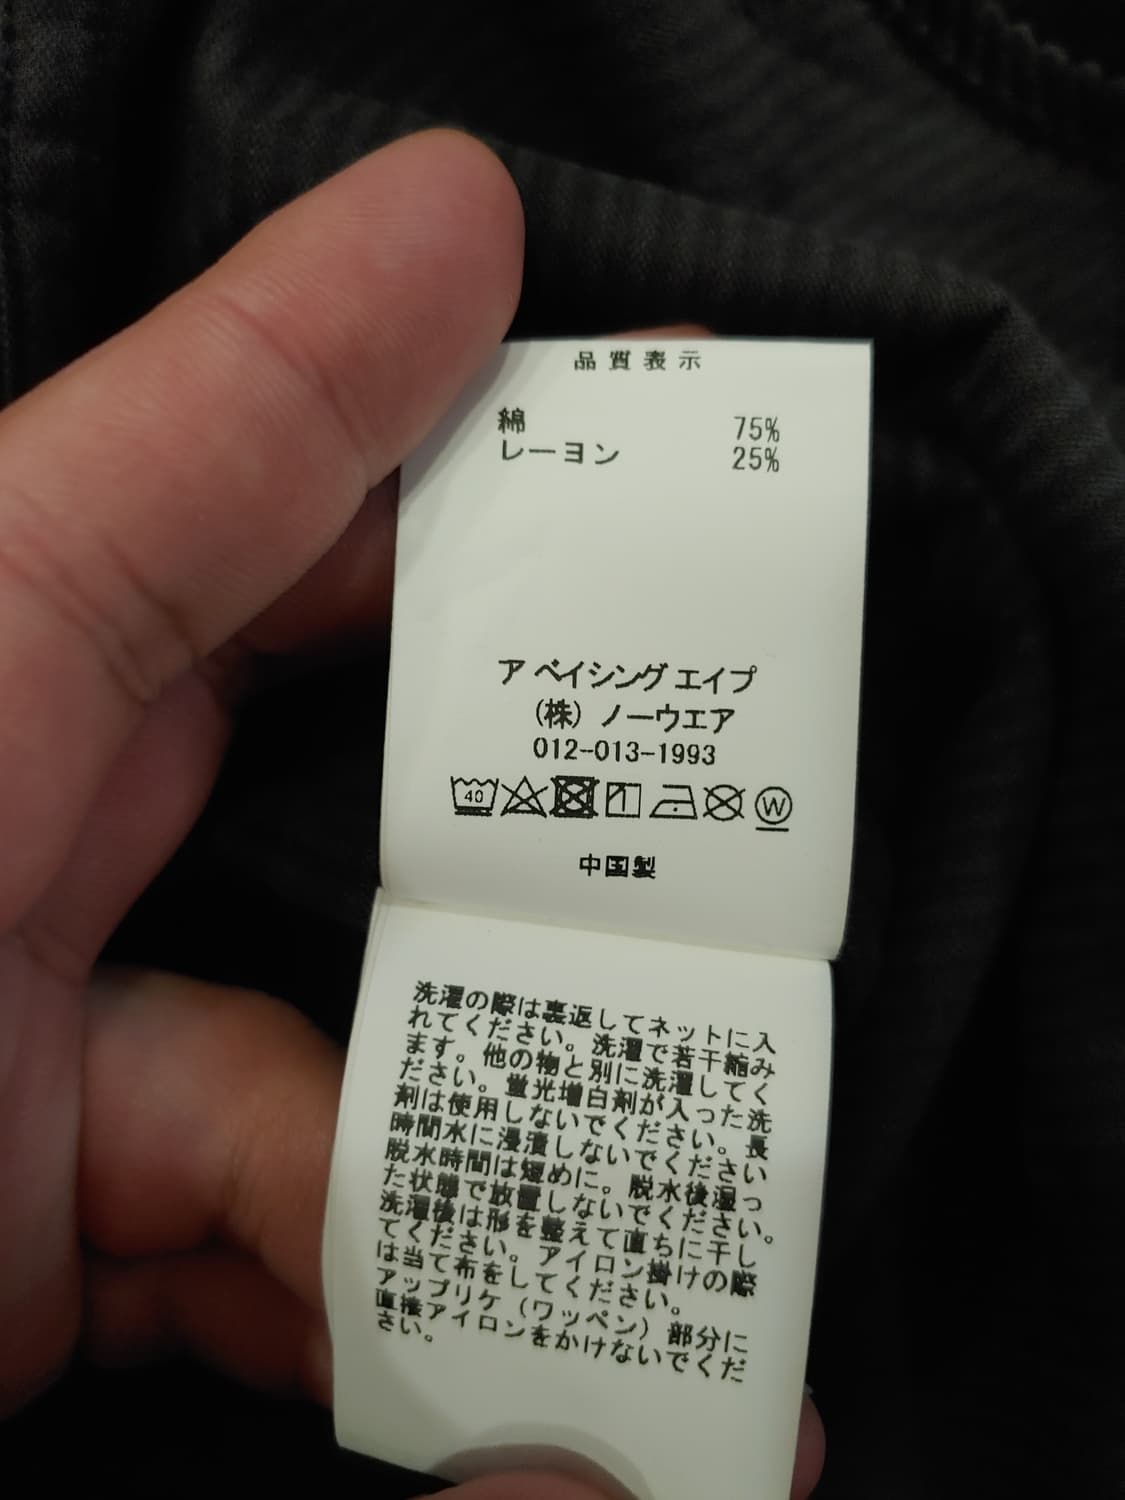 品質表示
綿 75%
レーヨン 25%
ア ベイシング エイプ
(株) ノーウエア
012-013-1993
40
W
中国製
洗濯の際は裏返してネットに入
れてください。洗濯で若干縮み
ます。他の物と別に洗濯してく
ださい。蛍光増白剤が入った洗
剤は使用しないでください。長
時間水に浸漬しないでください
脱水時間は短めに。脱水後湿っ
た状態で放置しないでください。
洗濯後は形を整えて直ちに干し
てください。アイロン掛けの際
は当て布をしてください。
アップリケ(ワッペン)部分に
直接アイロンをかけないでくだ
さい。